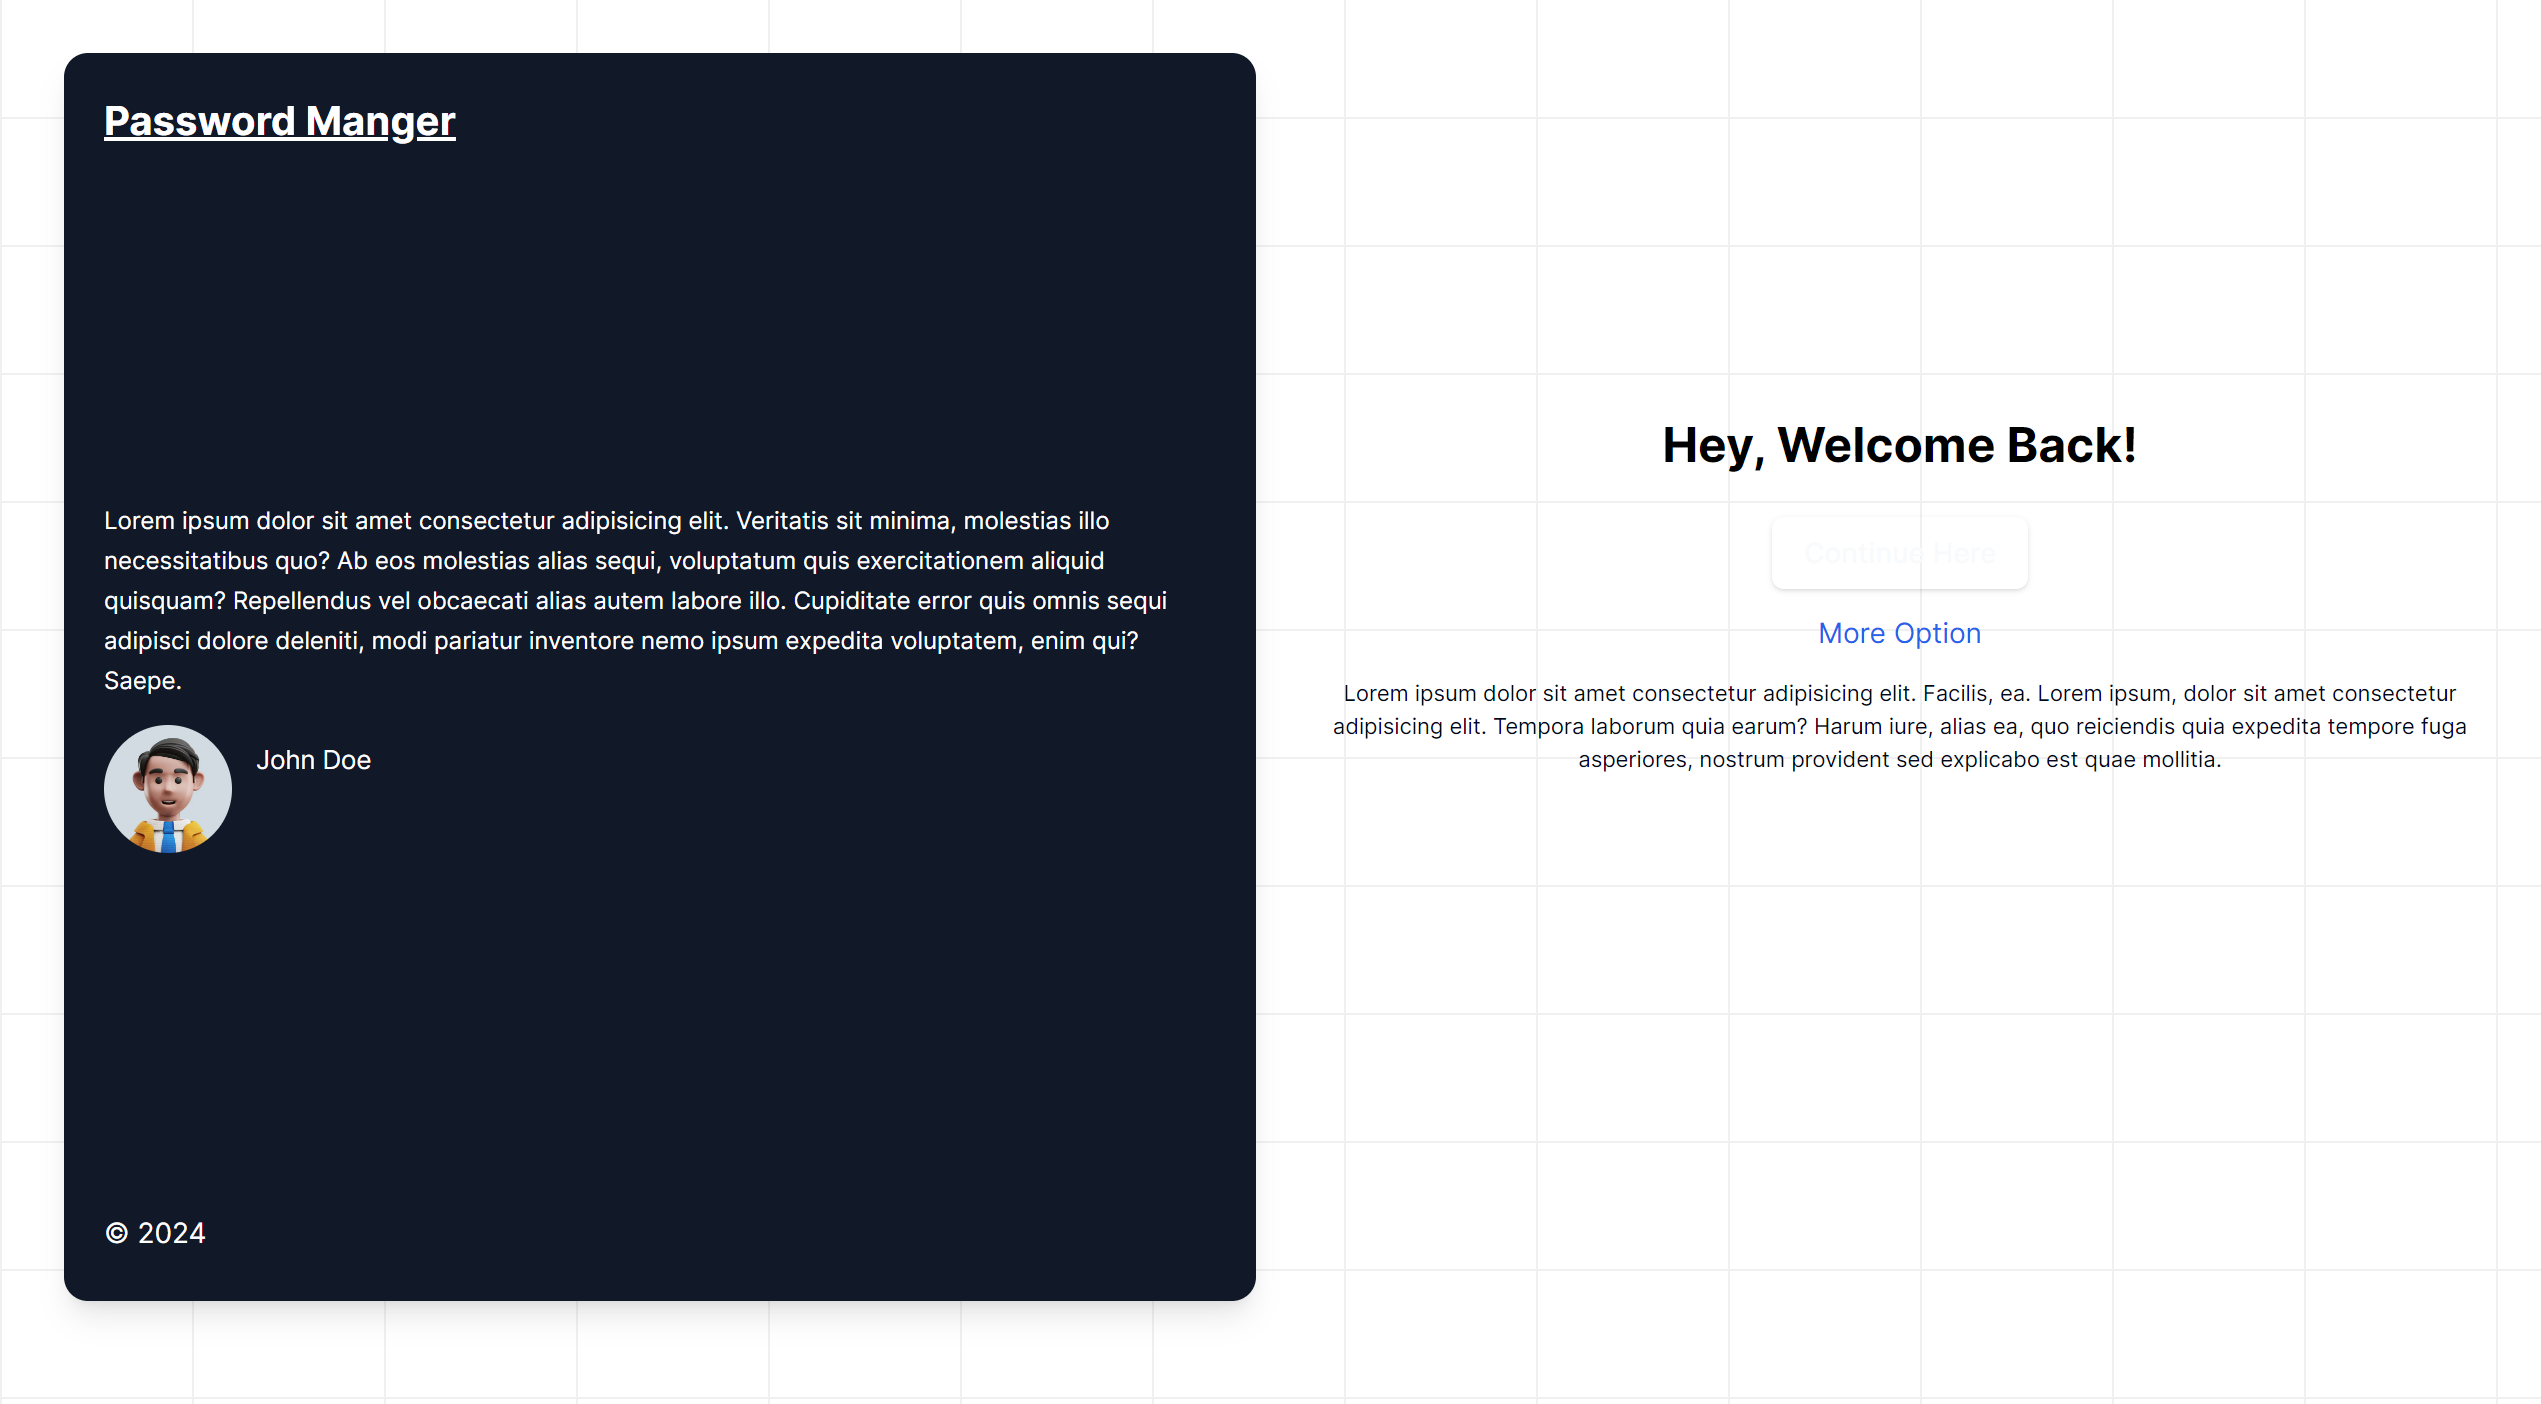 Password Manger
Lorem ipsum dolor sit amet consectetur adipisicing elit. Veritatis sit minima, molestias illo
necessitatibus quo? Ab eos molestias alias sequi, voluptatum quis exercitationem aliquid
quisquam? Repellendus vel obcaecati alias autem labore illo. Cupiditate error quis omnis sequi
adipisci dolore deleniti, modi pariatur inventore nemo ipsum expedita voluptatem, enim qui?
Saepe.
John Doe
© 2024
Hey, Welcome Back!
Continue Here
More Option
Lorem ipsum dolor sit amet consectetur adipisicing elit. Facilis, ea. Lorem ipsum, dolor sit amet consectetur
adipisicing elit. Tempora laborum quia earum? Harum iure, alias ea, quo reiciendis quia expedita tempore fuga
asperiores, nostrum provident sed explicabo est quae mollitia.